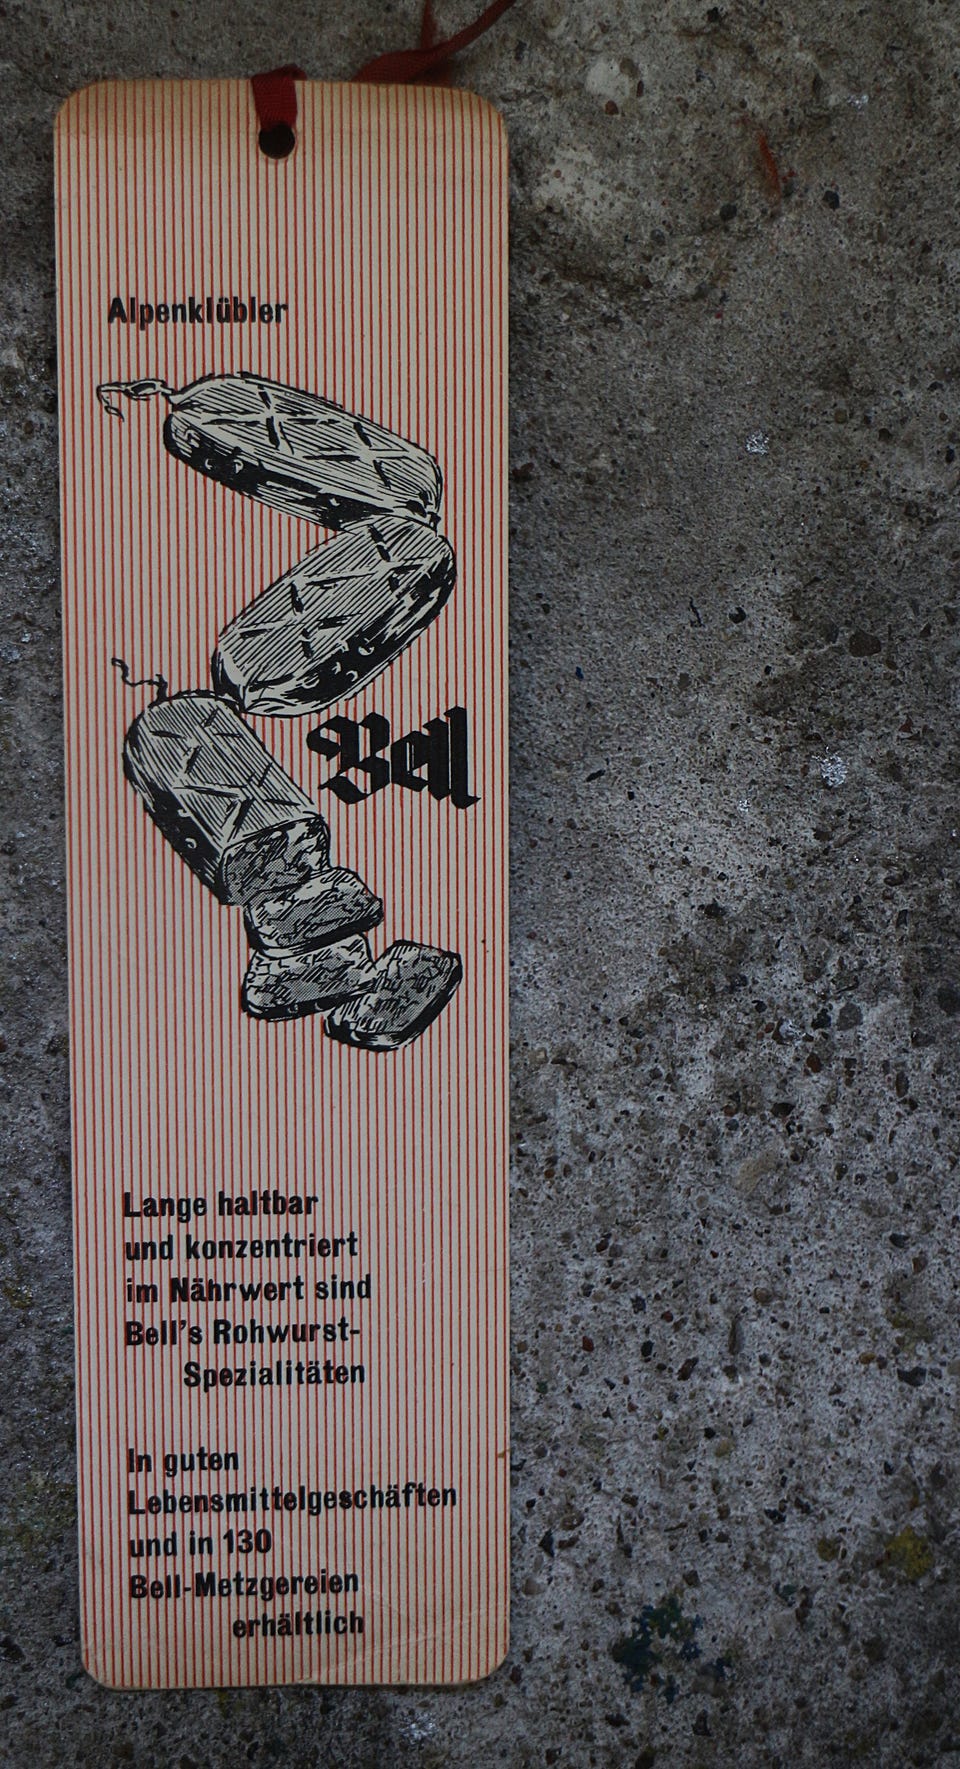 Alpenklübler
Bell
Lange haltbar
und konzentriert
im Nährwert sind
Bell's Rohwurst-
Spezialitäten
In guten
Lebensmittelgeschäften
und in 130
Bell-Metzgereien
erhältlich